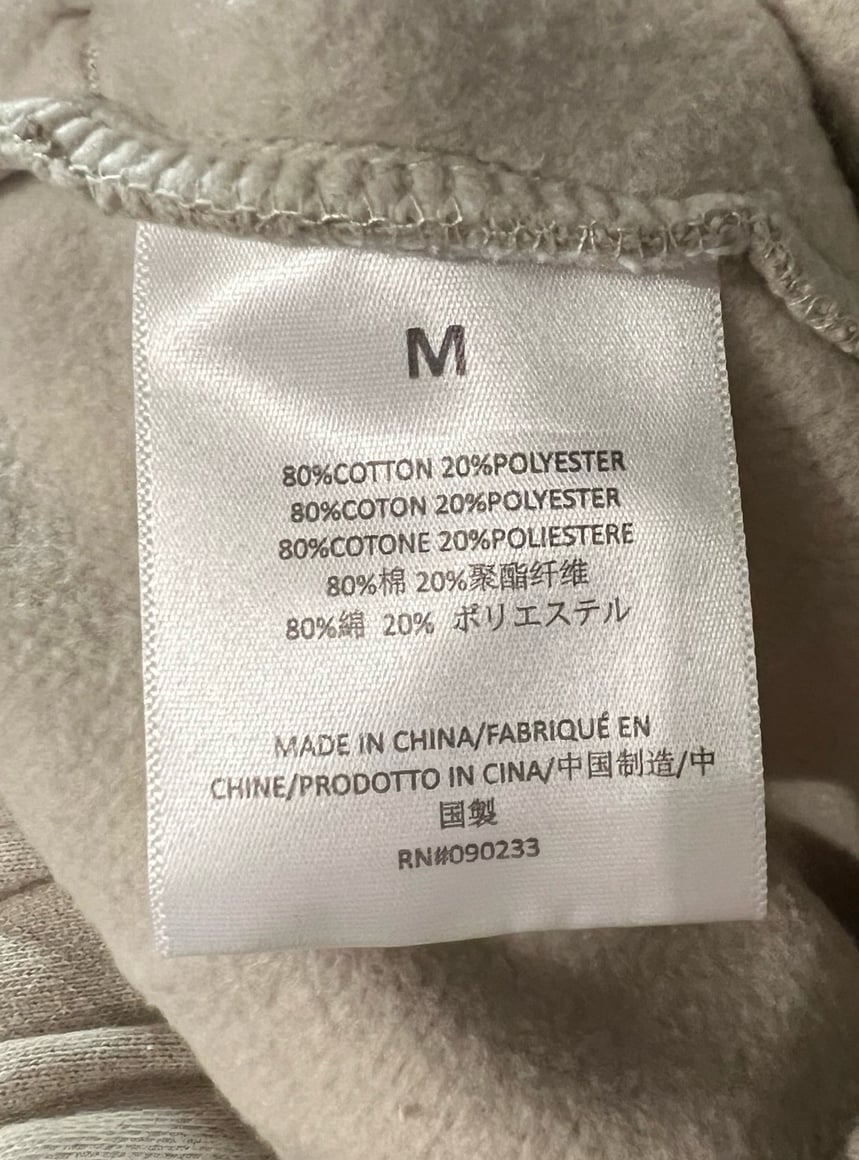 M
80%COTTON 20%POLYESTER
80%COTON 20%POLYESTER
80%COTONE 20%POLIESTERE
80%棉 20%聚酯纤维
80%綿 20% ポリエステル
MADE IN CHINA/FABRIQUÉ EN
CHINE/PRODOTTO IN CINA/中国制造/中
国製
RN#090233